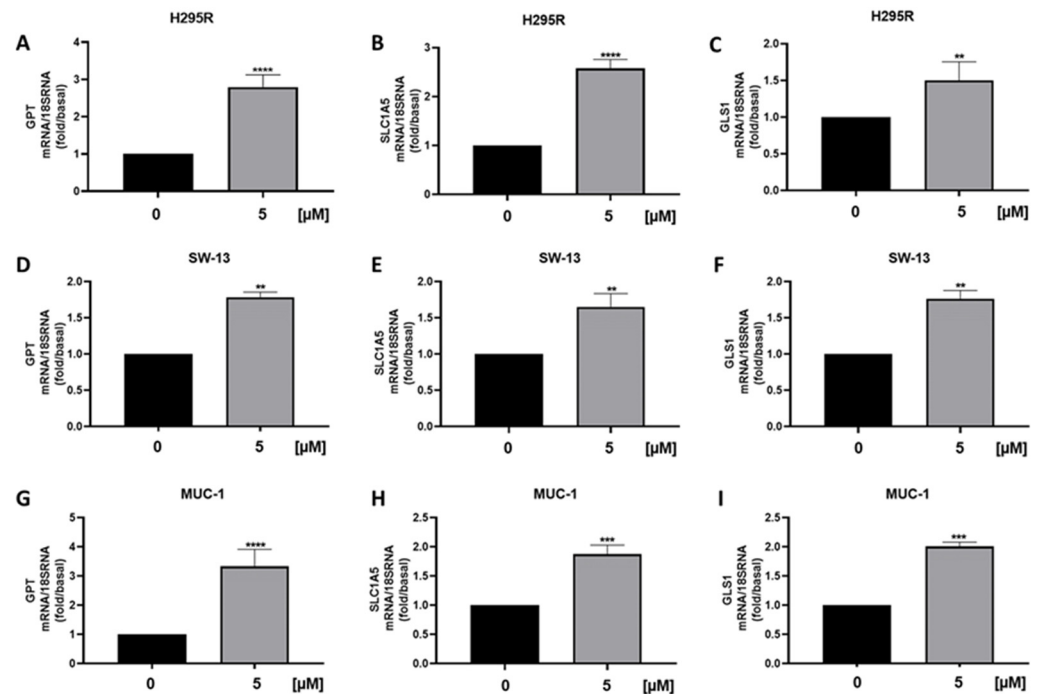 H295R
A
GPT
mRNA/18SRNA
(fold/basal)
4
3
2
1
0
****
0 5 [µM]
H295R
B
SLC1A5
mRNA/18SRNA
(fold/basal)
3
2
1
0
****
0 5 [µM]
H295R
C
GLS1
mRNA/18SRNA
(fold/basal)
2.0
1.5
1.0
0.5
0.0
**
0 5 [µM]
SW-13
D
GPT
mRNA/18SRNA
(fold/basal)
2.0
1.5
1.0
0.5
0.0
**
0 5 [µM]
SW-13
E
SLC1A5
mRNA/18SRNA
(fold/basal)
2.0
1.5
1.0
0.5
0.0
**
0 5 [µM]
SW-13
F
GLS1
mRNA/18SRNA
(fold/basal)
2.0
1.5
1.0
0.5
0.0
**
0 5 [µM]
MUC-1
G
GPT
mRNA/18SRNA
(fold/basal)
5
4
3
2
1
0
****
0 5 [µM]
MUC-1
H
SLC1A5
mRNA/18SRNA
(fold/basal)
2.5
2.0
1.5
1.0
0.5
0.0
***
0 5 [µM]
MUC-1
I
GLS1
mRNA/18SRNA
(fold/basal)
2.5
2.0
1.5
1.0
0.5
0.0
***
0 5 [µM]